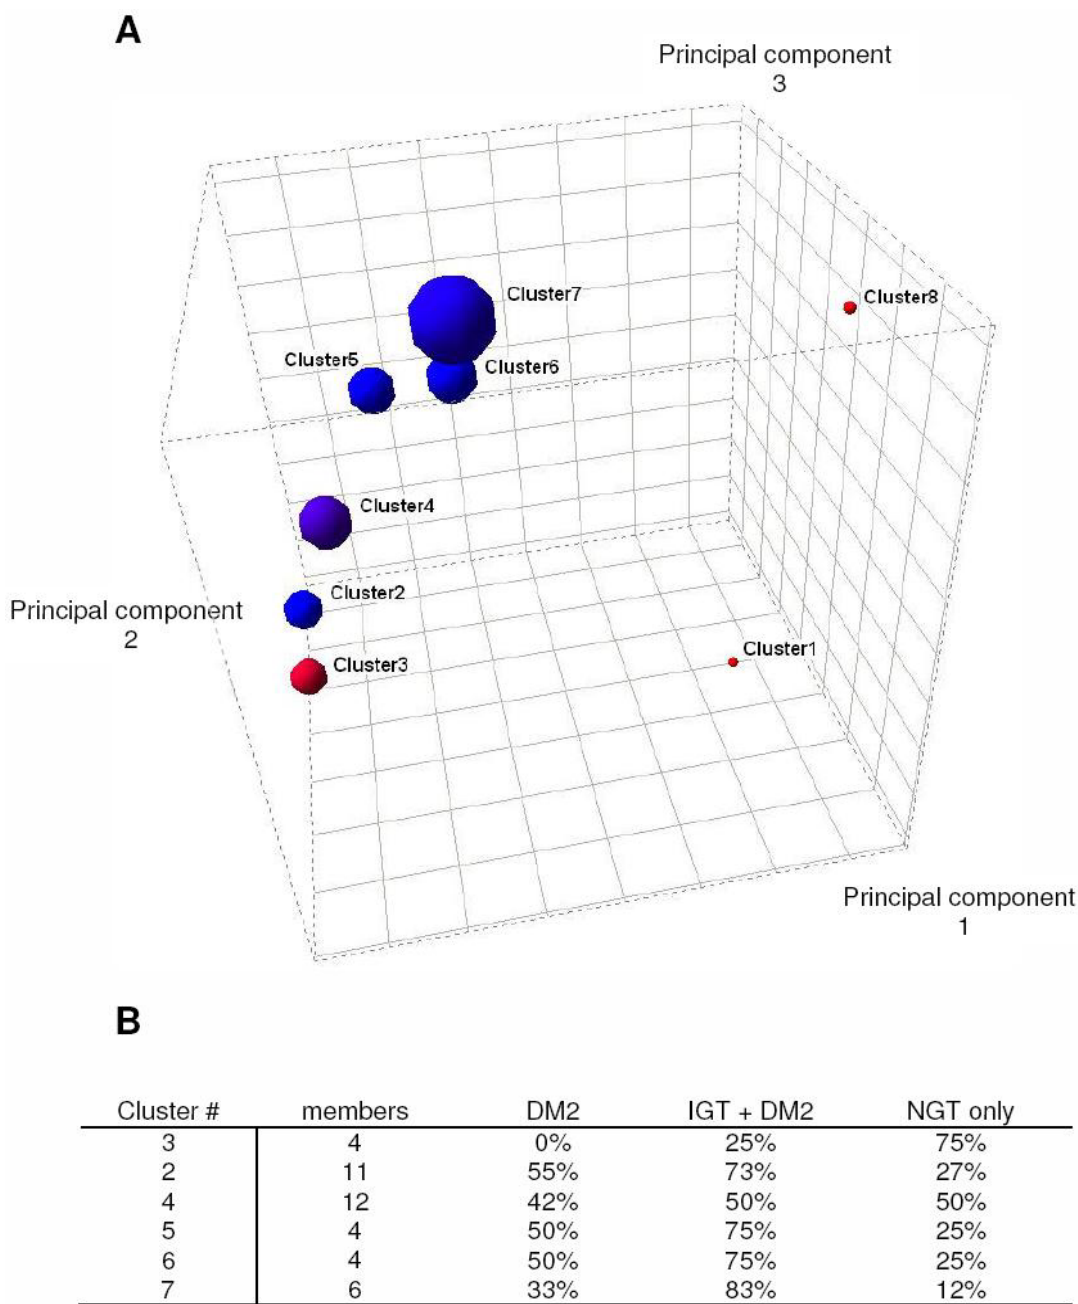 A
Principal component
3
Cluster7
Cluster8
Cluster5
Cluster6
Cluster4
Cluster2
Principal component
2
Cluster3
Cluster1
Principal component
1
B
Cluster # members DM2 IGT + DM2 NGT only
3 4 0% 25% 75%
2 11 55% 73% 27%
4 12 42% 50% 50%
5 4 50% 75% 25%
6 4 50% 75% 25%
7 6 33% 83% 12%